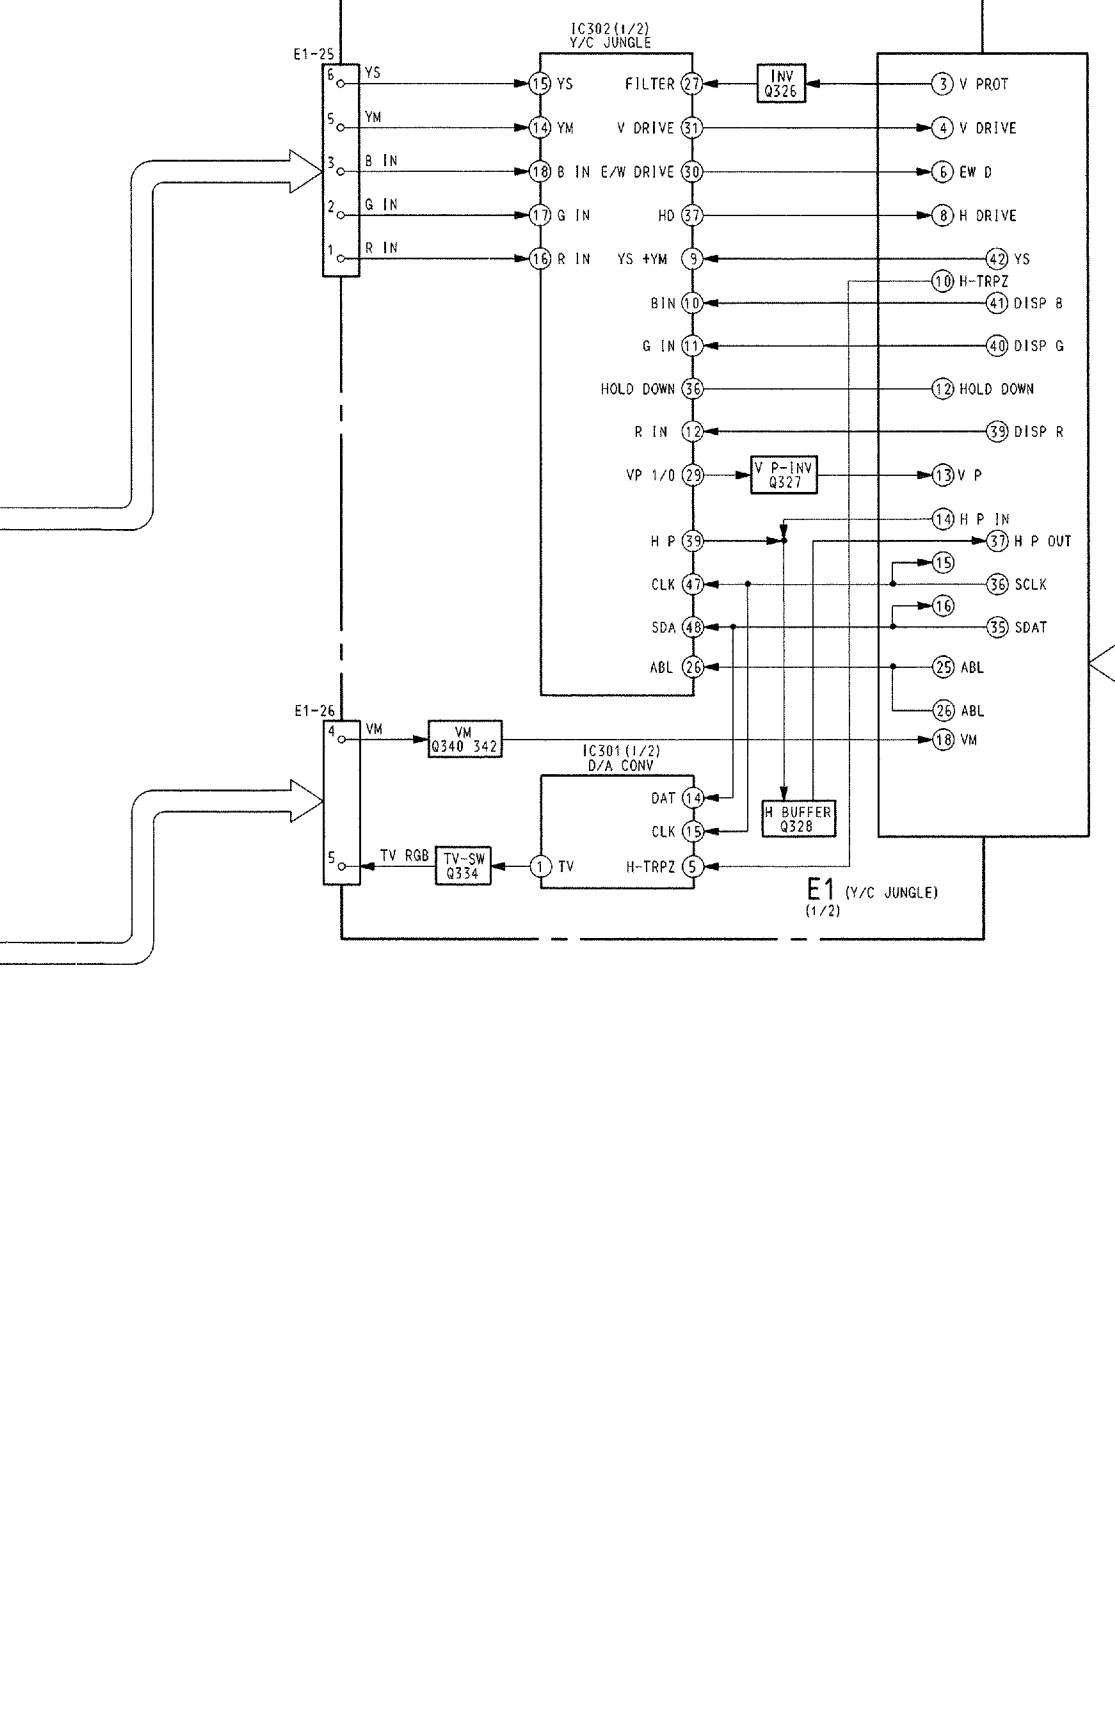 IC302(1/2)
Y/C JUNGLE
E1-25
6 YS 15 YS FILTER 27 INV Q326 3 V PROT
5 YM 14 YM V DRIVE 31 4 V DRIVE
3 B IN 18 B IN E/W DRIVE 30 6 EW D
2 G IN 17 G IN HD 37 8 H DRIVE
1 R IN 16 R IN YS +YM 9 42 YS
10 H-TRPZ
BIN 10 41 DISP B
G IN 11 40 DISP G
HOLD DOWN 36 12 HOLD DOWN
R IN 12 39 DISP R
VP 1/0 29 V P-INV Q327 13 V P
14 H P IN
H P 39 37 H P OUT
15
CLK 47 36 SCLK
16
SDA 48 35 SDAT
ABL 26 25 ABL
E1-26
26 ABL
4 VM VM Q340 342 18 VM
IC301(1/2)
D/A CONV
DAT 14
H BUFFER
Q328
CLK 15
5 TV RGB TV-SW Q334 1 TV H-TRPZ 5
E1 (Y/C JUNGLE)
(1/2)